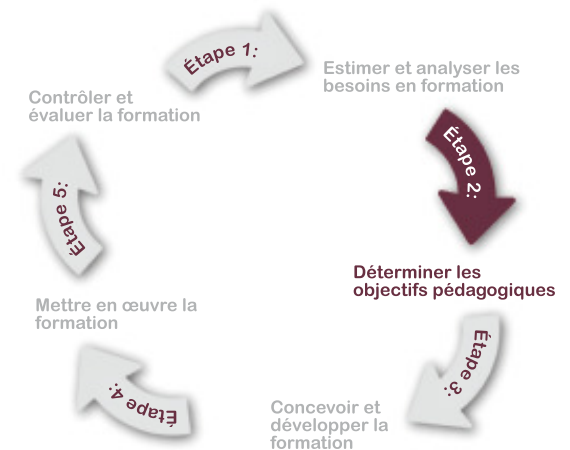 Étape 1:
Estimer et analyser les
besoins en formation
Étape 2:
Déterminer les
objectifs pédagogiques
Étape 3:
Concevoir et
développer la
formation
Étape 4:
Mettre en œuvre la
formation
Étape 5:
Contrôler et
évaluer la formation